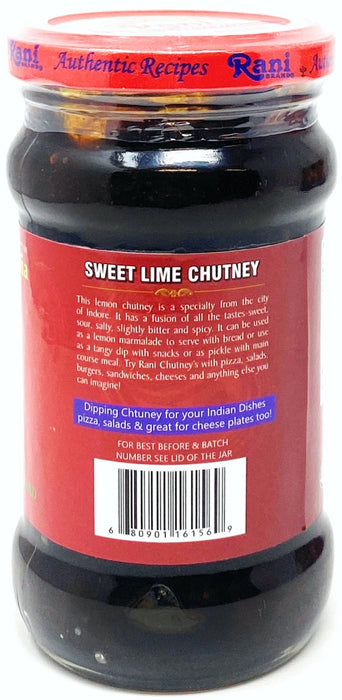 Rani
BRAND®
Authentic Recipes
Rani
BRAND®
SWEET LIME CHUTNEY
This lemon chutney is a specialty from the city
of Indore. It has a fusion of all the tastes-sweet,
sour, salty, slightly bitter and spicy. It can be used
as a lemon marmalade to serve with bread or use
as a tangy dip with snacks or as pickle with main
course meal. Try Rani Chutney's with pizza, salads,
burgers, sandwiches, cheeses and anything else you
can imagine!
Dipping Chtuney for your Indian Dishes
pizza, salads & great for cheese plates too!
FOR BEST BEFORE & BATCH
NUMBER SEE LID OF THE JAR
6 80901 16156 9